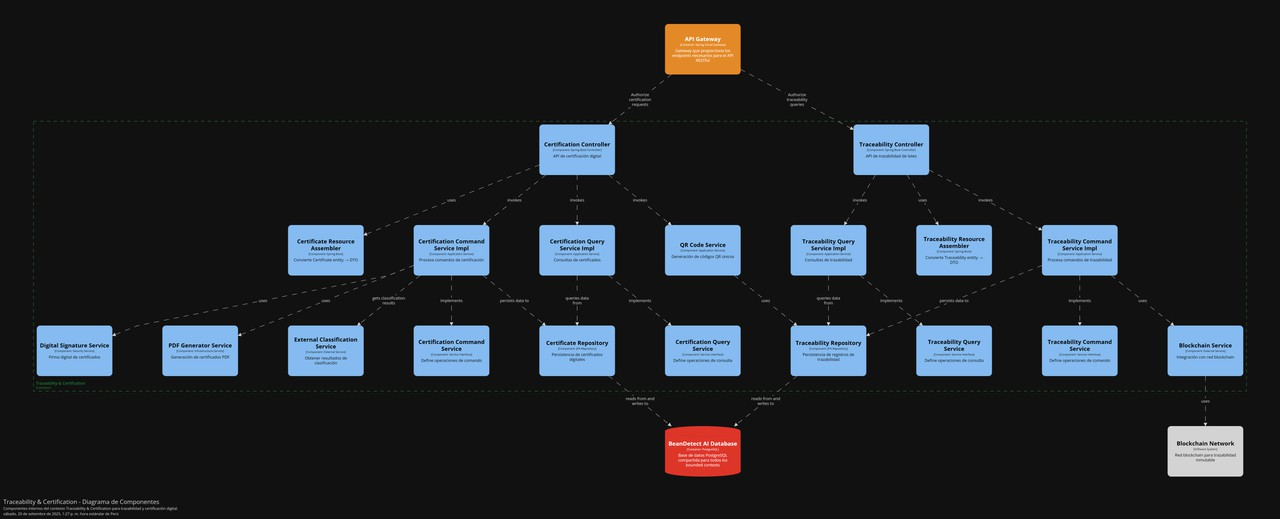 API Gateway
[Container: Spring Cloud Gateway]
Gateway que proporciona los
endpoint necesarios para el API
RESTful
Authorize
certification
requests
Authorize
traceability
queries
Certification Controller
[Component: Spring Boot Controller]
API de certificación digital
Traceability Controller
[Component: Spring Boot Controller]
API de trazabilidad de lotes
uses
invokes
invokes
invokes
invokes
uses
invokes
Certificate Resource
Assembler
[Component: Spring Boot]
Convierte Certificate entity → DTO
Certification Command
Service Impl
[Component: Application Service]
Procesa comandos de certificación
Certification Query
Service Impl
[Component: Application Service]
Consultas de certificados
QR Code Service
[Component: Application Service]
Generación de códigos QR únicos
Traceability Query
Service Impl
[Component: Application Service]
Consultas de trazabilidad
Traceability Resource
Assembler
[Component: Spring Boot]
Convierte Traceability entity →
DTO
Traceability Command
Service Impl
[Component: Application Service]
Procesa comandos de trazabilidad
uses
uses
gets classification
results
implements
persists data to
queries data
from
implements
uses
queries data
from
implements
persists data to
implements
uses
Digital Signature Service
[Component: Security Service]
Firma digital de certificados
PDF Generator Service
[Component: Infrastructure Service]
Generación de certificados PDF
External Classification
Service
[Component: External Service]
Obtener resultados de
clasificación
Certification Command
Service
[Component: Service Interface]
Define operaciones de comando
Certificate Repository
[Component: JPA Repository]
Persistencia de certificados
digitales
Certification Query
Service
[Component: Service Interface]
Define operaciones de consulta
Traceability Repository
[Component: JPA Repository]
Persistencia de registros de
trazabilidad
Traceability Query
Service
[Component: Service Interface]
Define operaciones de consulta
Traceability Command
Service
[Component: Service Interface]
Define operaciones de comando
Blockchain Service
[Component: External Service]
Integración con red blockchain
Traceability & Certification
reads from and
writes to
reads from and
writes to
uses
BeanDetect AI Database
[Container: PostgreSQL]
Base de datos PostgreSQL
compartida para todos los
bounded contexts
Blockchain Network
[Software System]
Red blockchain para trazabilidad
inmutable
Traceability & Certification - Diagrama de Componentes
Componentes internos del contexto Traceability & Certification para trazabilidad y certificación digital.
sábado, 20 de setiembre de 2025, 1:27 p. m. hora estándar de Perú